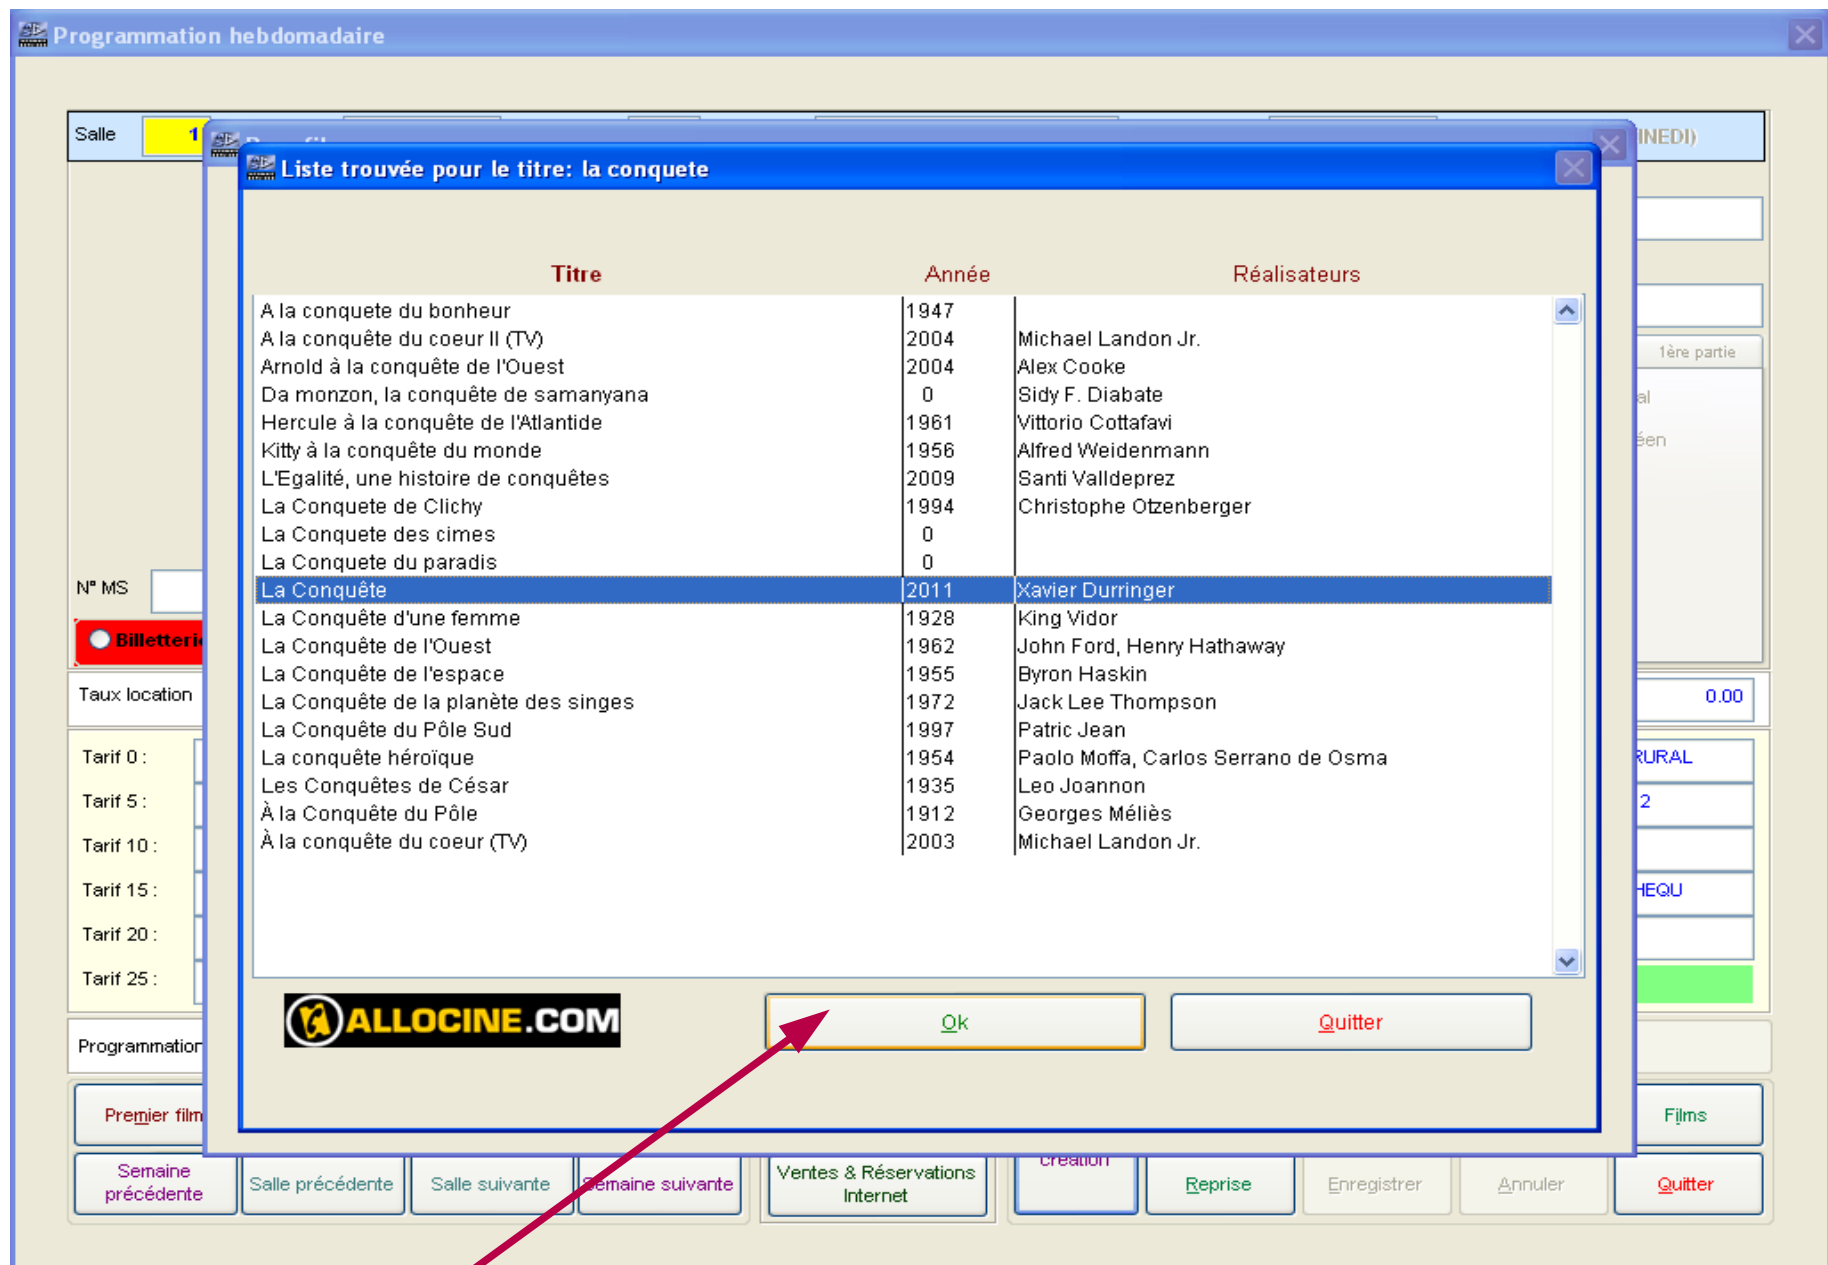 Programmation hebdomadaire
Salle 1 INEDI)
Liste trouvée pour le titre: la conquete
Titre Année Réalisateurs
A la conquete du bonheur 1947
A la conquête du coeur II (TV) 2004 Michael Landon Jr.
1ère partie
Arnold à la conquête de l'Ouest 2004 Alex Cooke
Da monzon, la conquête de samanyana 0 Sidy F. Diabate
al
Hercule à la conquête de l'Atlantide 1961 Vittorio Cottafavi
éen
Kitty à la conquête du monde 1956 Alfred Weidenmann
L'Egalité, une histoire de conquêtes 2009 Santi Valldeprez
La Conquete de Clichy 1994 Christophe Otzenberger
La Conquete des cimes 0
La Conquete du paradis 0
N° MS
La Conquête 2011 Xavier Durringer
La Conquête d'une femme 1928 King Vidor
Billetterie
La Conquête de l'Ouest 1962 John Ford, Henry Hathaway
La Conquête de l'espace 1955 Byron Haskin
Taux location 0.00
La Conquête de la planète des singes 1972 Jack Lee Thompson
La Conquête du Pôle Sud 1997 Patric Jean
La conquête héroïque 1954 Paolo Moffa, Carlos Serrano de Osma
Tarif 0 : RURAL
Les Conquêtes de César 1935 Leo Joannon
Tarif 5 : 2
À la Conquête du Pôle 1912 Georges Méliès
À la conquête du coeur (TV) 2003 Michael Landon Jr.
Tarif 10 :
Tarif 15 : HEQU
Tarif 20 :
Tarif 25 :
ALLOCINE.COM Ok Quitter
Programmation
Premier film Films
Semaine précédente Salle précédente Salle suivante Semaine suivante Ventes & Réservations Internet création Reprise Enregistrer Annuler Quitter